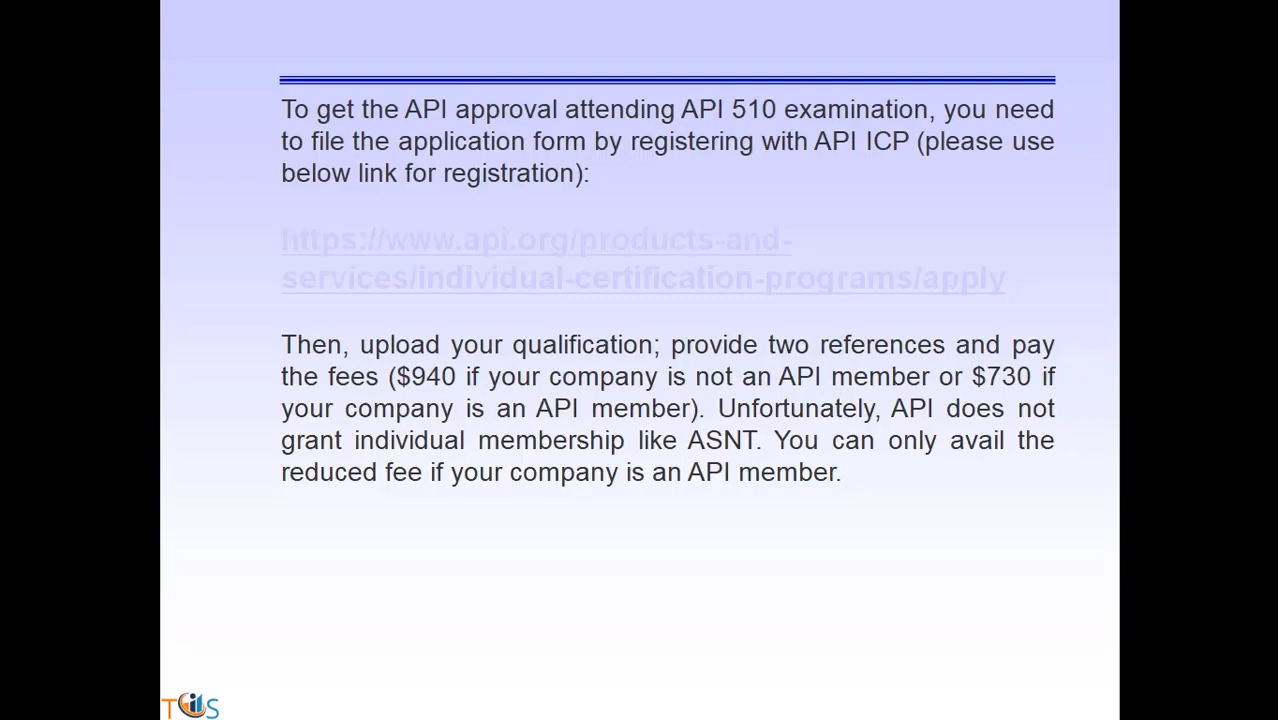 To get the API approval attending API 510 examination, you need
to file the application form by registering with API ICP (please use
below link for registration):
https://www.api.org/products-and-
services/individual-certification-programs/apply
Then, upload your qualification; provide two references and pay
the fees ($940 if your company is not an API member or $730 if
your company is an API member). Unfortunately, API does not
grant individual membership like ASNT. You can only avail the
reduced fee if your company is an API member.